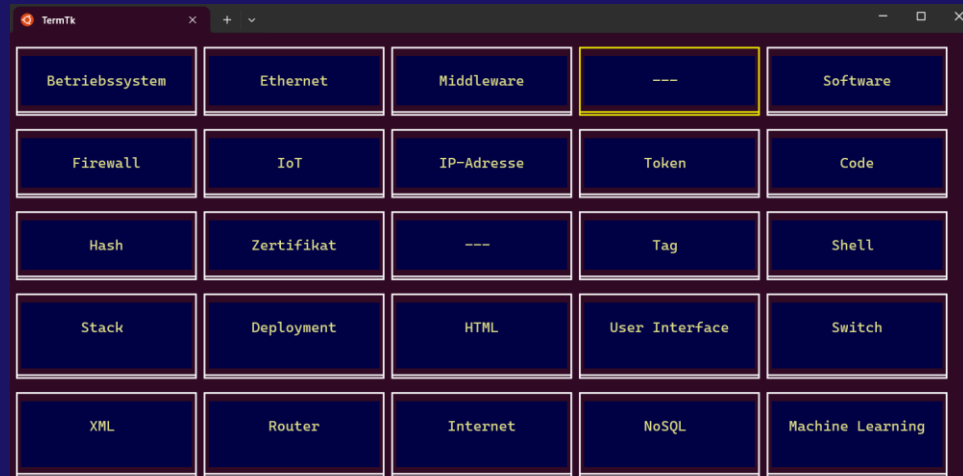 TermTk
Betriebssystem Ethernet Middleware --- Software
Firewall IoT IP-Adresse Token Code
Hash Zertifikat --- Tag Shell
Stack Deployment HTML User Interface Switch
XML Router Internet NoSQL Machine Learning